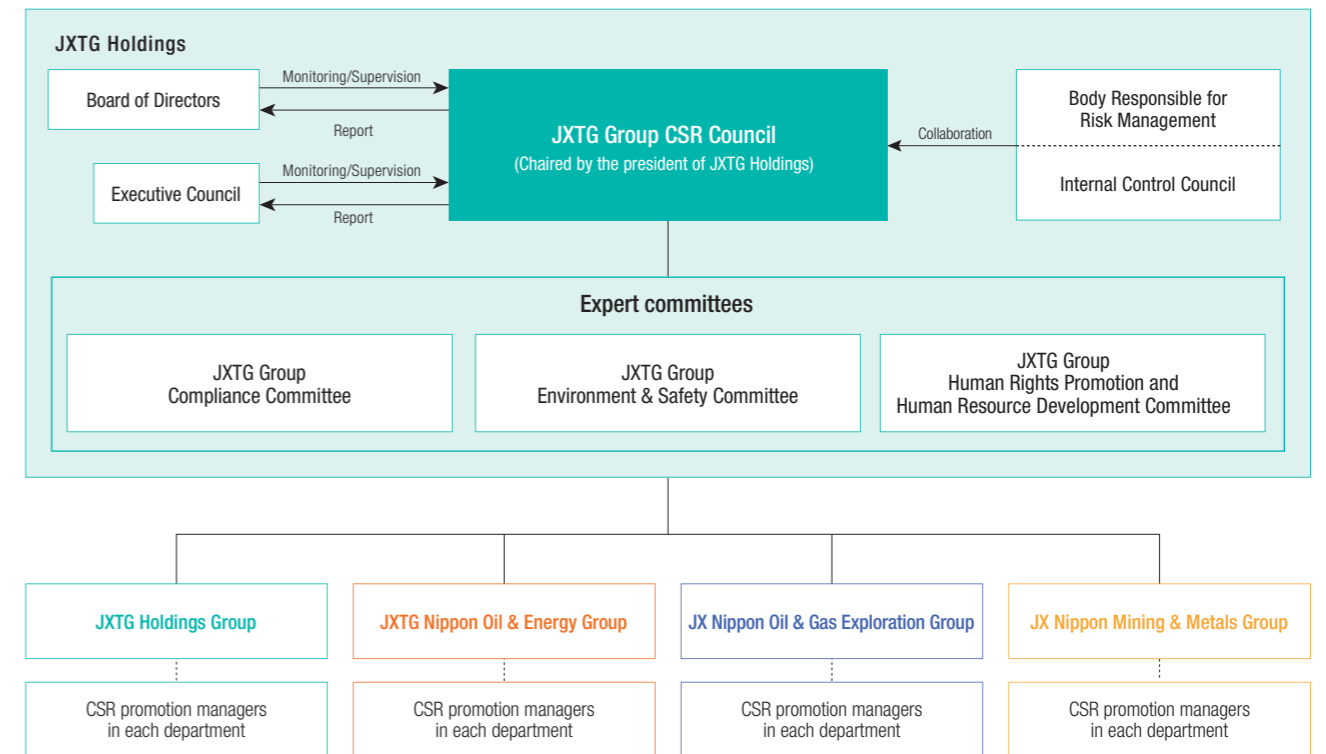 JXTG Holdings
Board of Directors
Monitoring/Supervision
Report
Executive Council
Monitoring/Supervision
Report
JXTG Group CSR Council
(Chaired by the president of JXTG Holdings)
Collaboration
Body Responsible for
Risk Management
Internal Control Council
Expert committees
JXTG Group
Compliance Committee
JXTG Group
Environment & Safety Committee
JXTG Group
Human Rights Promotion and
Human Resource Development Committee
JXTG Holdings Group
JXTG Nippon Oil & Energy Group
JX Nippon Oil & Gas Exploration Group
JX Nippon Mining & Metals Group
CSR promotion managers
in each department
CSR promotion managers
in each department
CSR promotion managers
in each department
CSR promotion managers
in each department